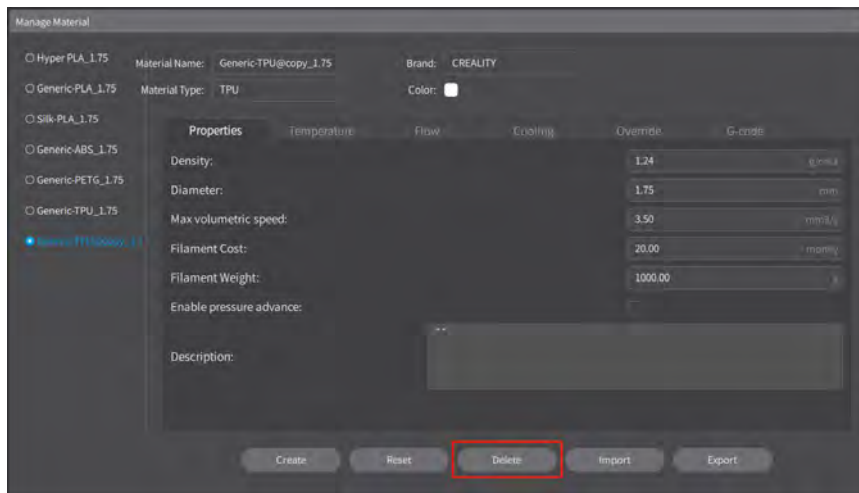 Manage Material
Hyper PLA_1.75
Material Name: Generic-TPU@copy_1.75 Brand: CREALITY
Generic-PLA_1.75
Material Type: TPU Color:
Silk-PLA_1.75
Properties Temperature Flow Cooling Override G-code
Generic-ABS_1.75
Density: 1.24
Generic-PETG_1.75
Diameter: 1.75 mm
Generic-TPU_1.75
Max volumetric speed: 3.50 mm3/s
Filament Cost: 20.00 money
Filament Weight: 1000.00
Enable pressure advance:
Description:
Create Reset Delete Import Export